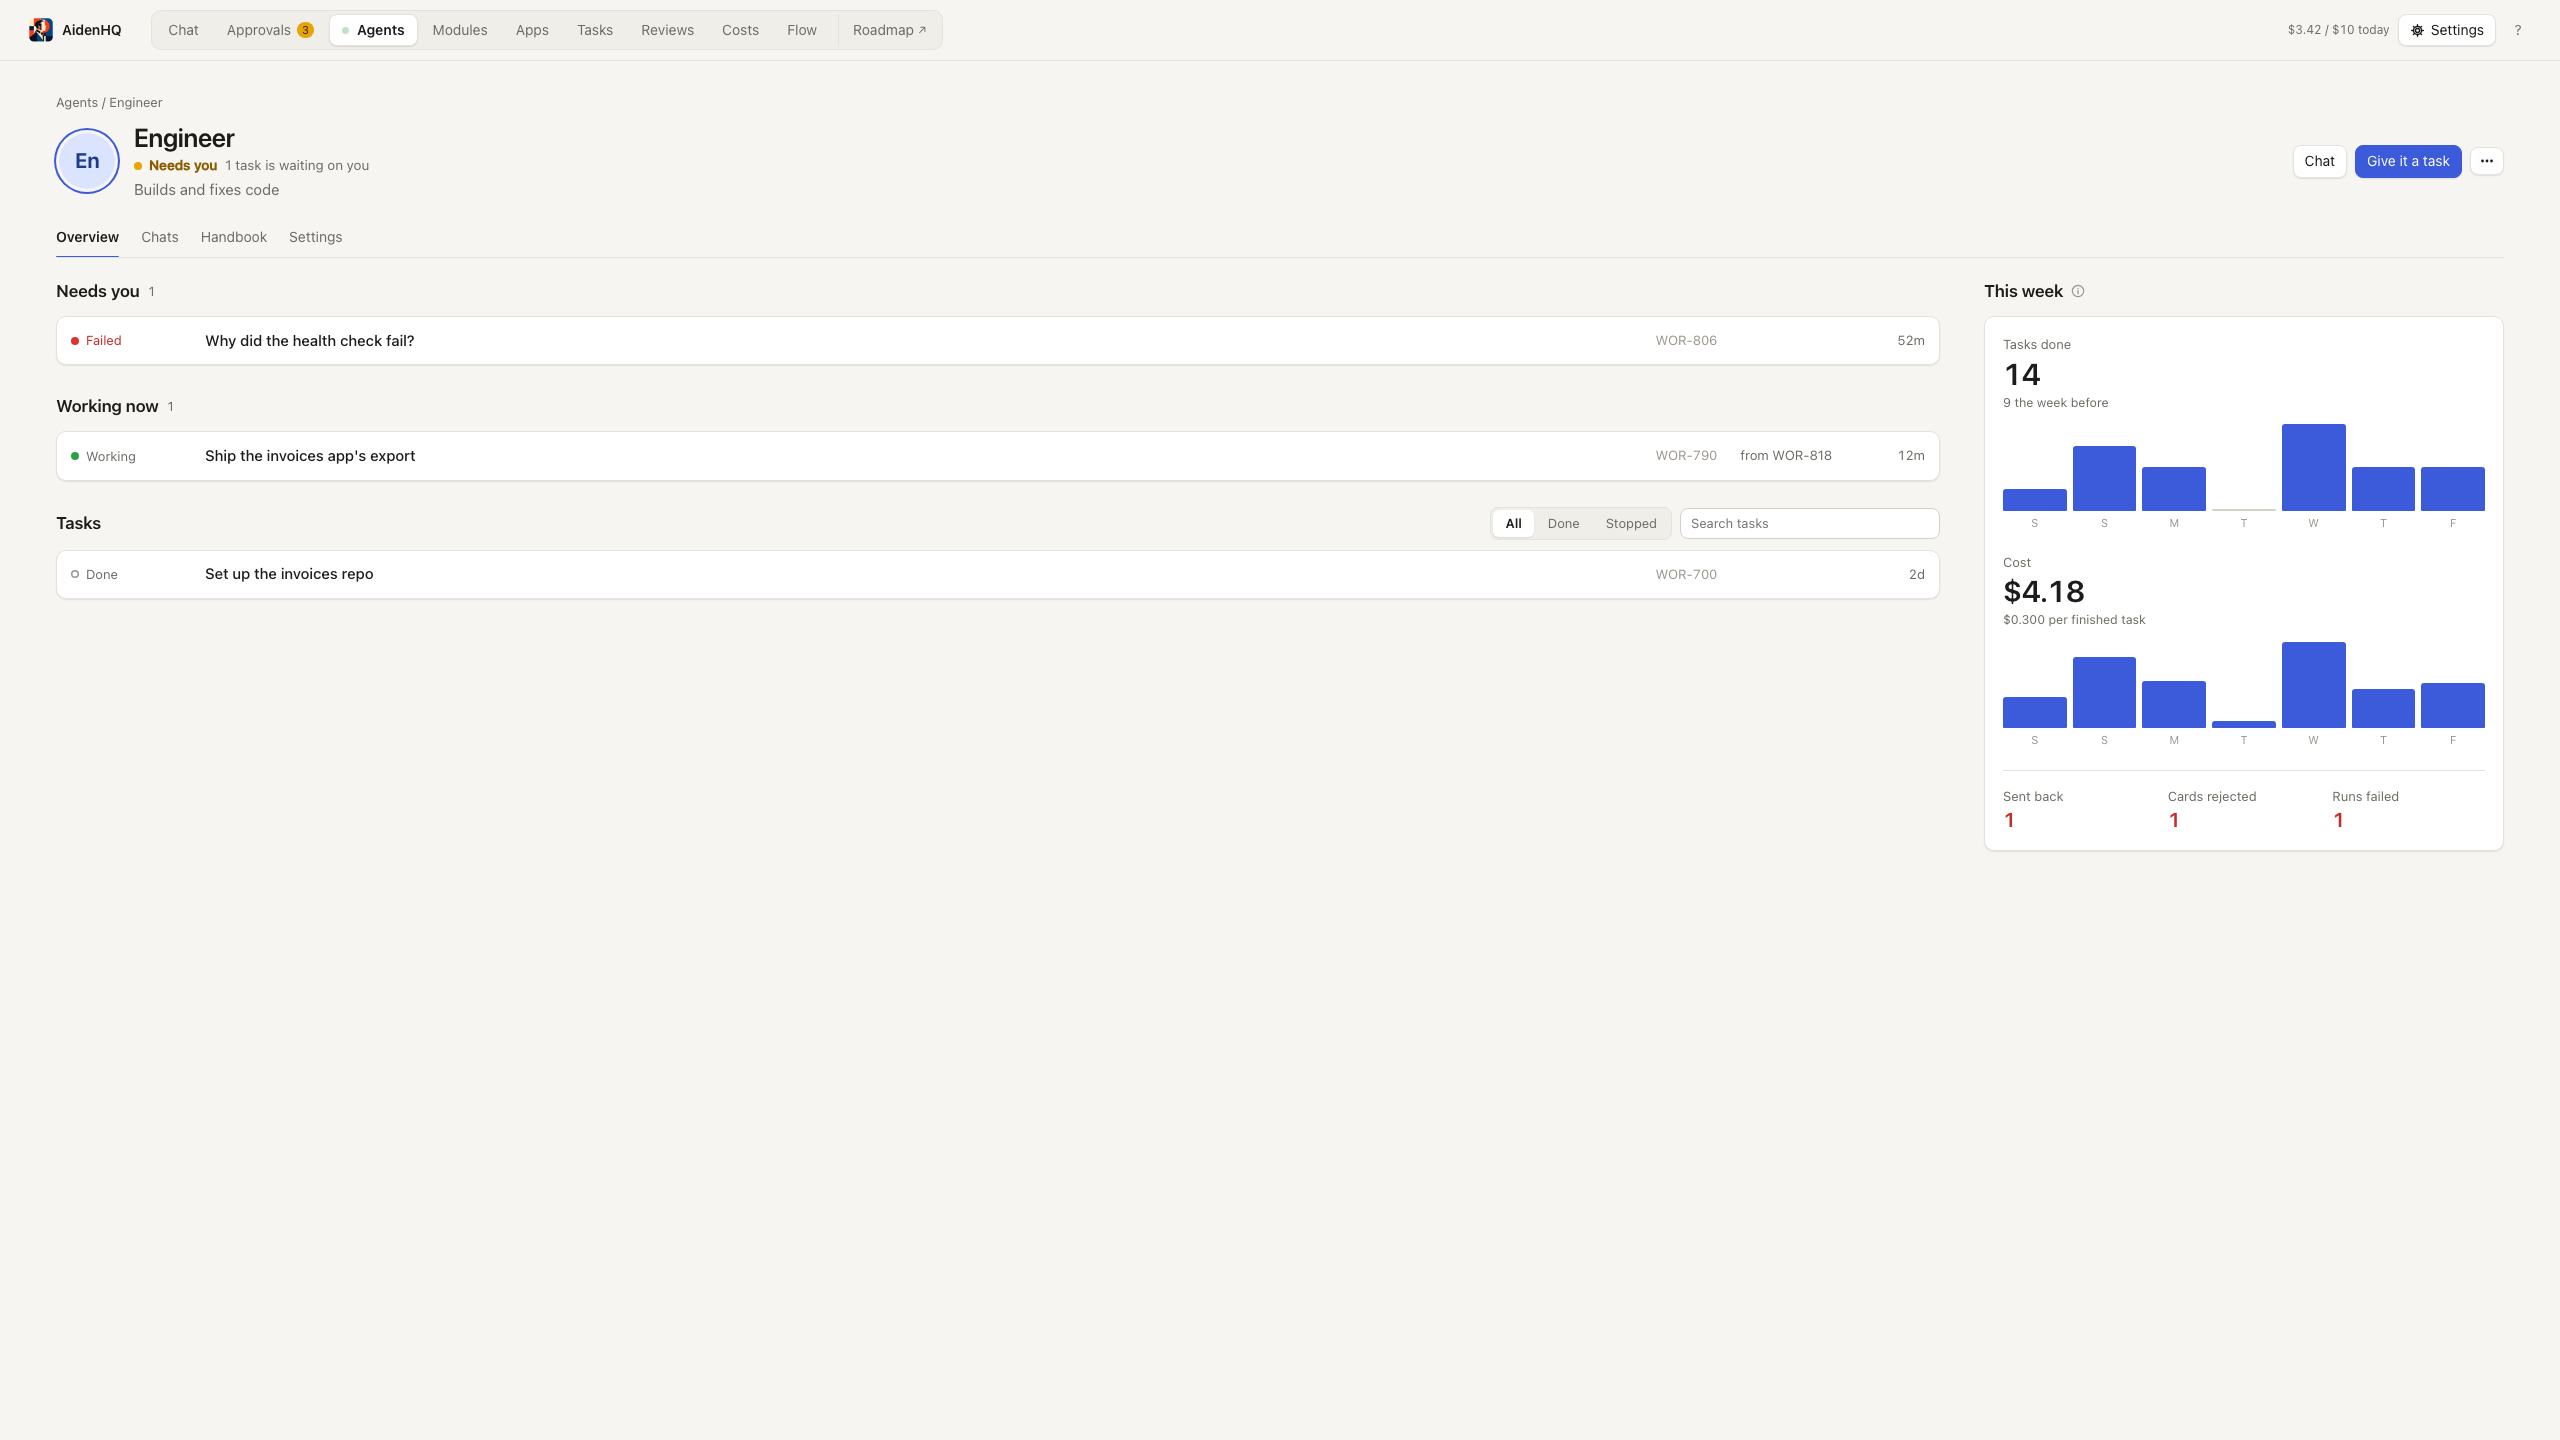 AidenHQ
Chat
Approvals 3
Agents
Modules
Apps
Tasks
Reviews
Costs
Flow
Roadmap ↗
$3.42 / $10 today
Settings
?
Agents / Engineer
En
Engineer
Needs you 1 task is waiting on you
Builds and fixes code
Chat
Give it a task
Overview
Chats
Handbook
Settings
Needs you 1
Failed Why did the health check fail? WOR-806 52m
Working now 1
Working Ship the invoices app's export WOR-790 from WOR-818 12m
Tasks
All
Done
Stopped
Search tasks
Done Set up the invoices repo WOR-700 2d
This week
Tasks done
14
9 the week before
S S M T W T F
Cost
$4.18
$0.300 per finished task
S S M T W T F
Sent back Cards rejected Runs failed
1 1 1